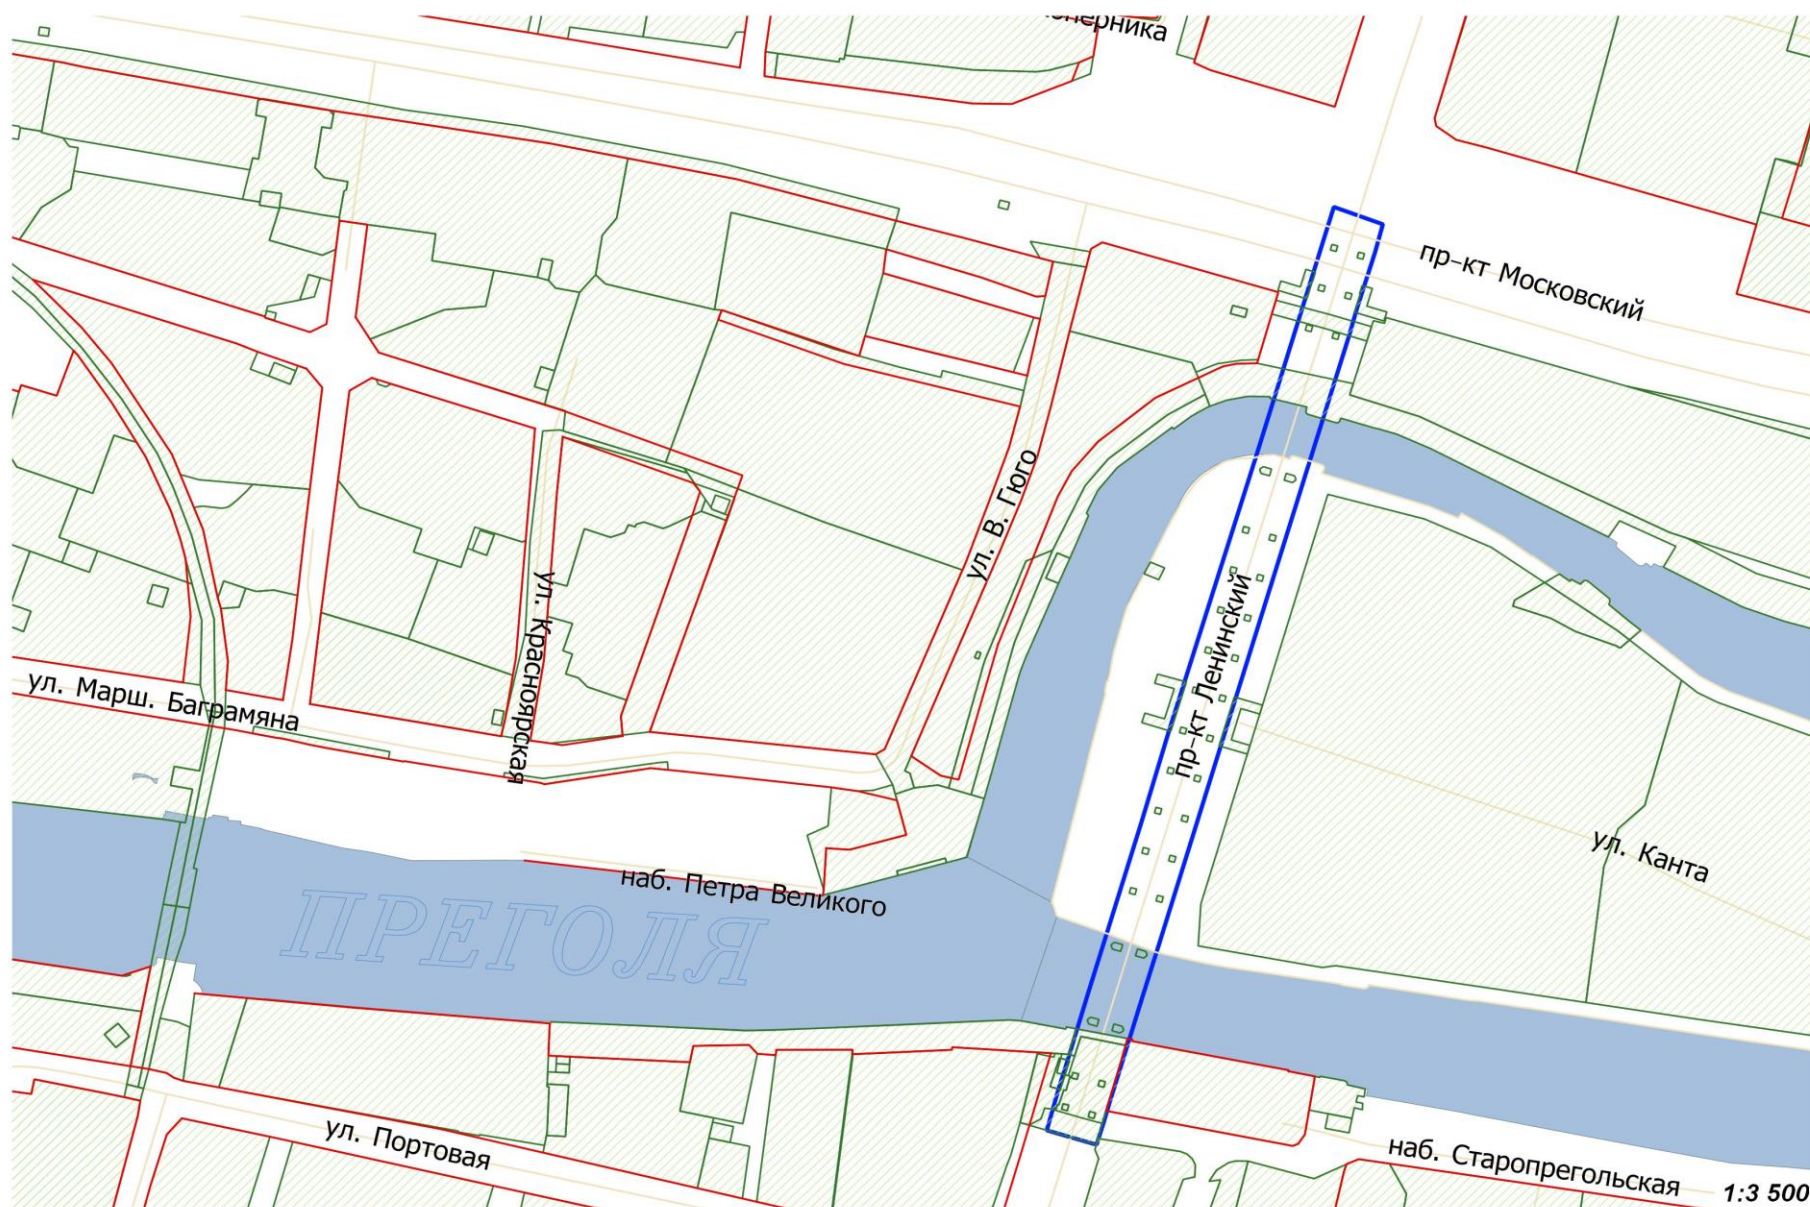 пр-кт Московский
ул. В. Гюго
ул. Красноярская
пр-кт Ленинский
ул. Марш. Баграмяна
ул. Канта
наб. Петра Великого
ПРЕГОЛЯ
ул. Портовая
наб. Старопрегольская
1:3 500